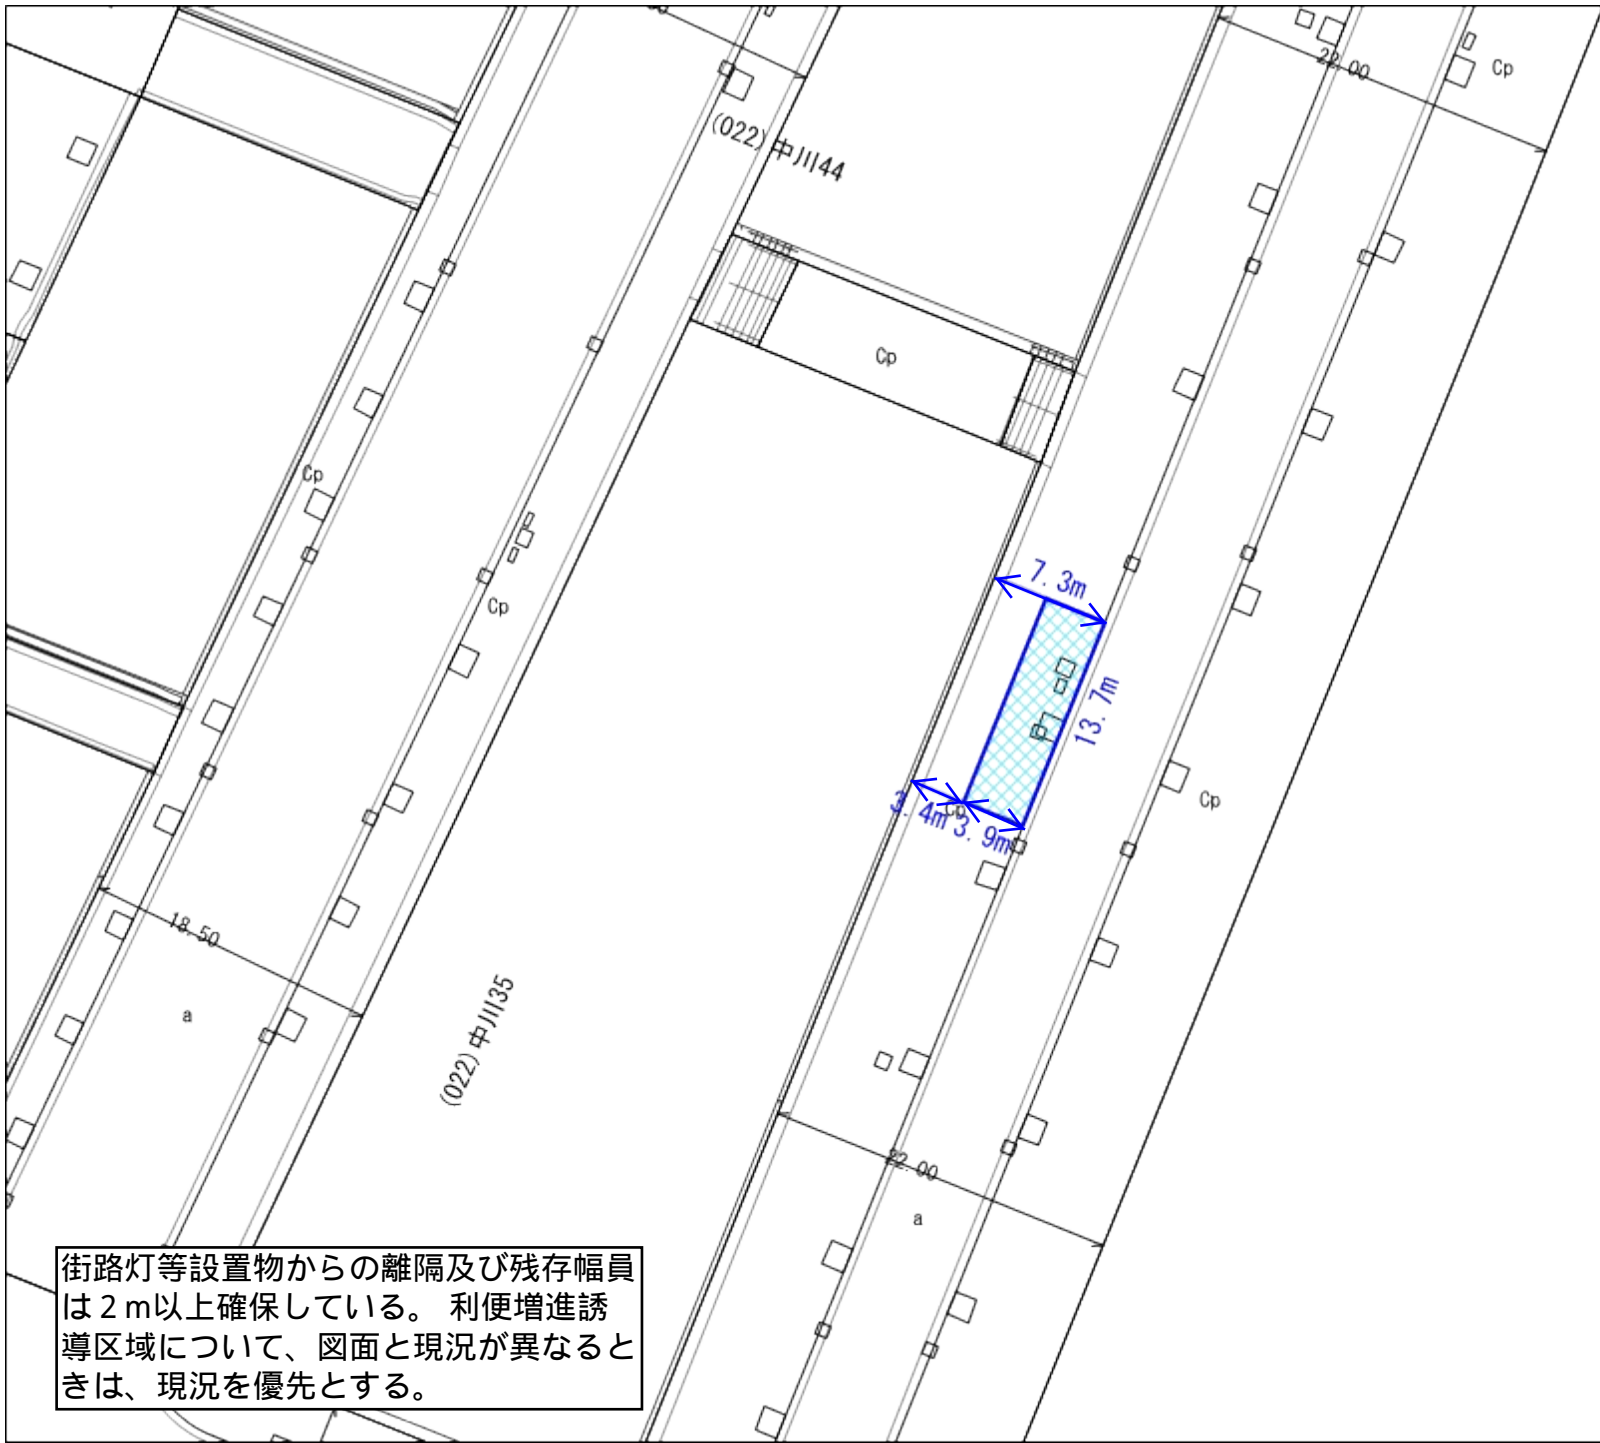 22.00
Cp
(022)中川44
Cp
Cp
7.3m
Cp
13.7m
Cp
3.4m
Cp
3.9m
18.50
a
(022)中川35
22.00
a
街路灯等設置物からの離隔及び残存幅員
は2m以上確保している。 利便増進誘
導区域について、図面と現況が異なると
きは、現況を優先とする。